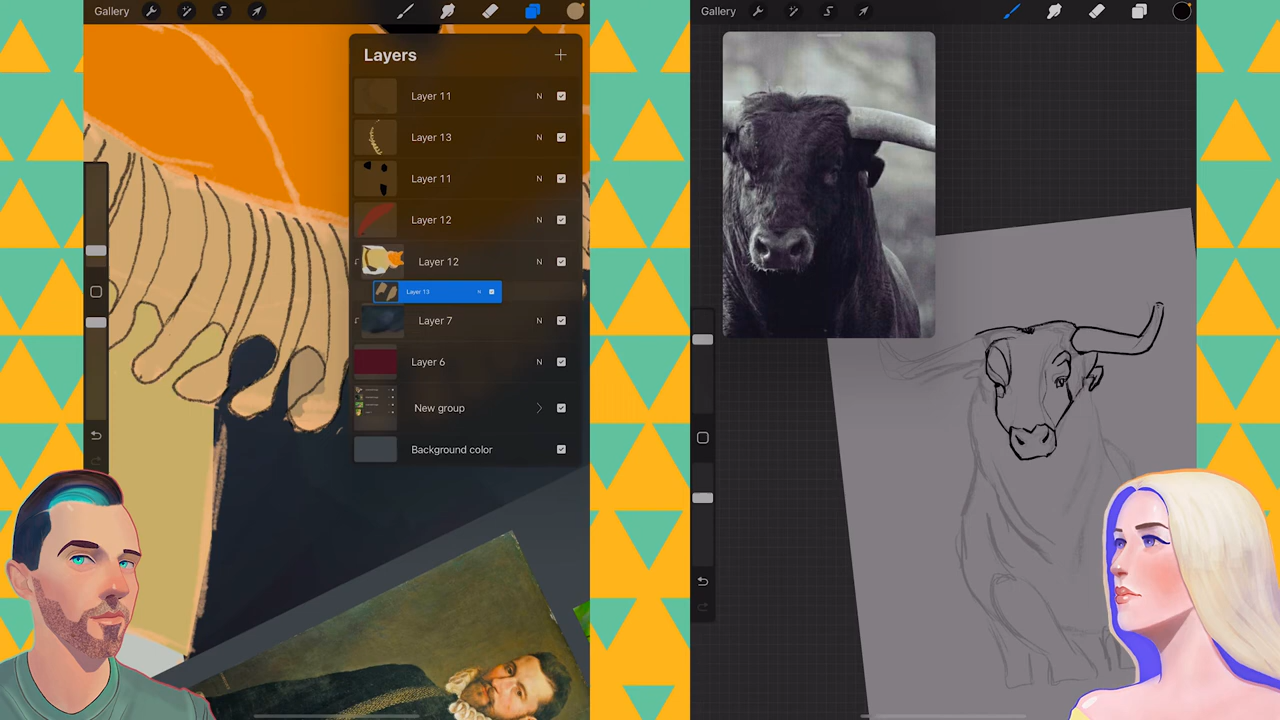 Gallery
Layers
Layer 11 N
Layer 13 N
Layer 11 N
Layer 12 N
Layer 12 N
Layer 13 N
Layer 7 N
Layer 6 N
New group
Background color
Gallery